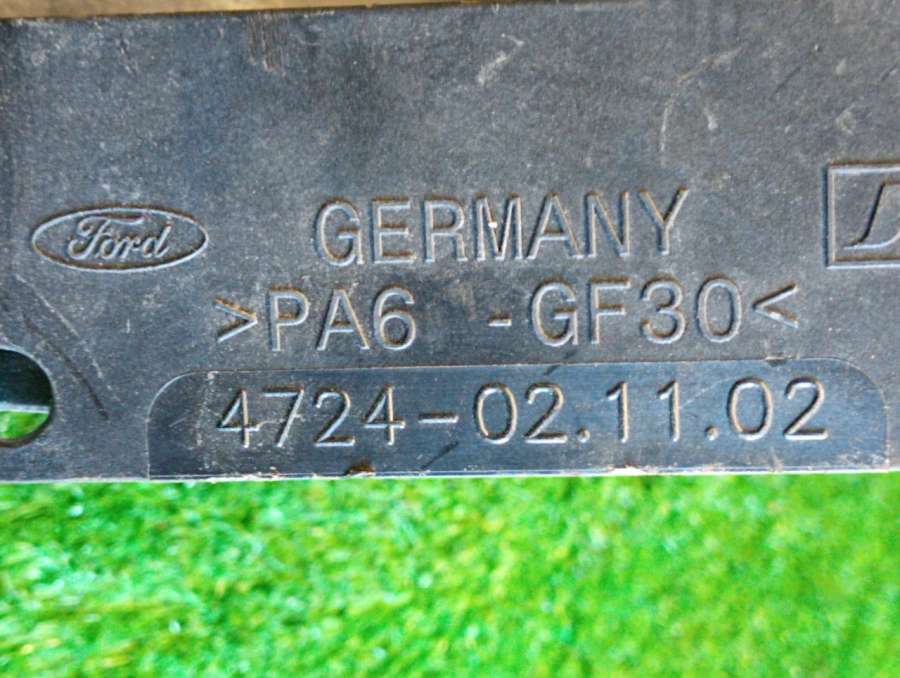 Ford
GERMANY
>PA6 -GF30<
4724-02.11.02